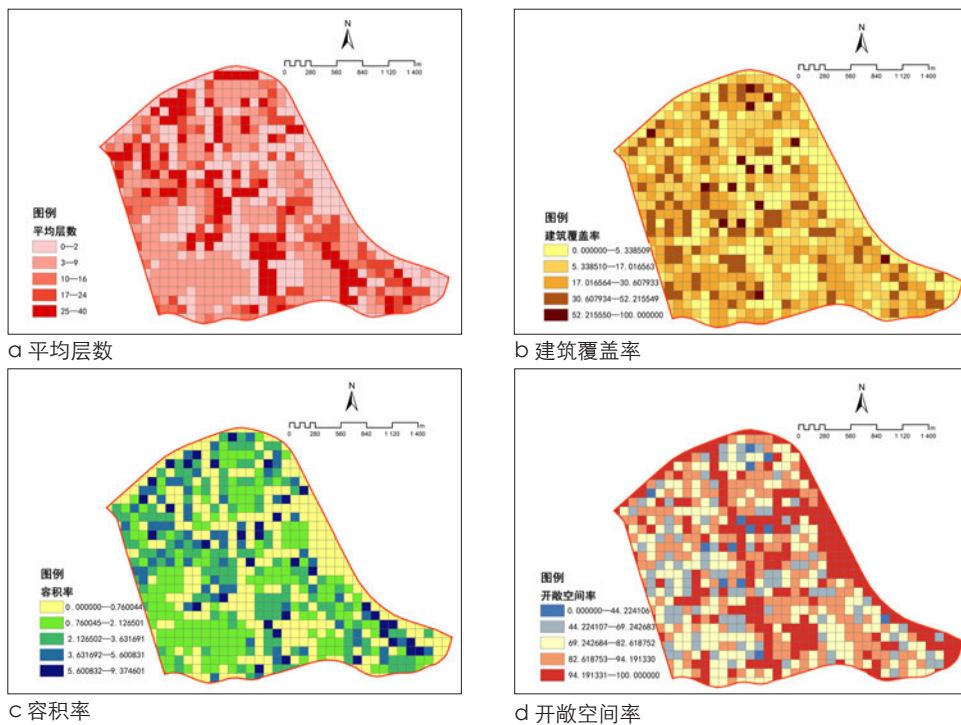 N
0 280 560 840 1 120 1 400 m
图例
平均层数
0—2
3—9
10—16
17—24
25—40
a 平均层数
N
0 280 560 840 1 120 1 400 m
图例
建筑覆盖率
0.000000—5.338509
5.338510—17.016563
17.016564—30.607933
30.607934—52.215549
52.215550—100.000000
b 建筑覆盖率
N
0 280 560 840 1 120 1 400 m
图例
容积率
0.000000—0.760044
0.760045—2.126501
2.126502—3.631691
3.631692—5.600831
5.600832—9.374601
c 容积率
N
0 280 560 840 1 120 1 400 m
图例
开敞空间率
0.000000—44.224106
44.224107—69.242683
69.242684—82.618752
82.618753—94.191330
94.191331—100.000000
d 开敞空间率